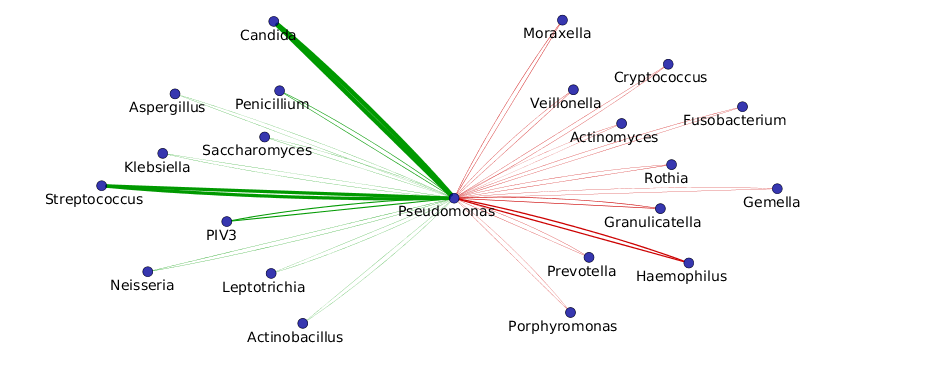 Candida
Moraxella
Cryptococcus
Aspergillus
Penicillium
Veillonella
Fusobacterium
Actinomyces
Saccharomyces
Klebsiella
Rothia
Streptococcus
Gemella
Pseudomonas
Granulicatella
PIV3
Prevotella
Haemophilus
Neisseria
Leptotrichia
Porphyromonas
Actinobacillus